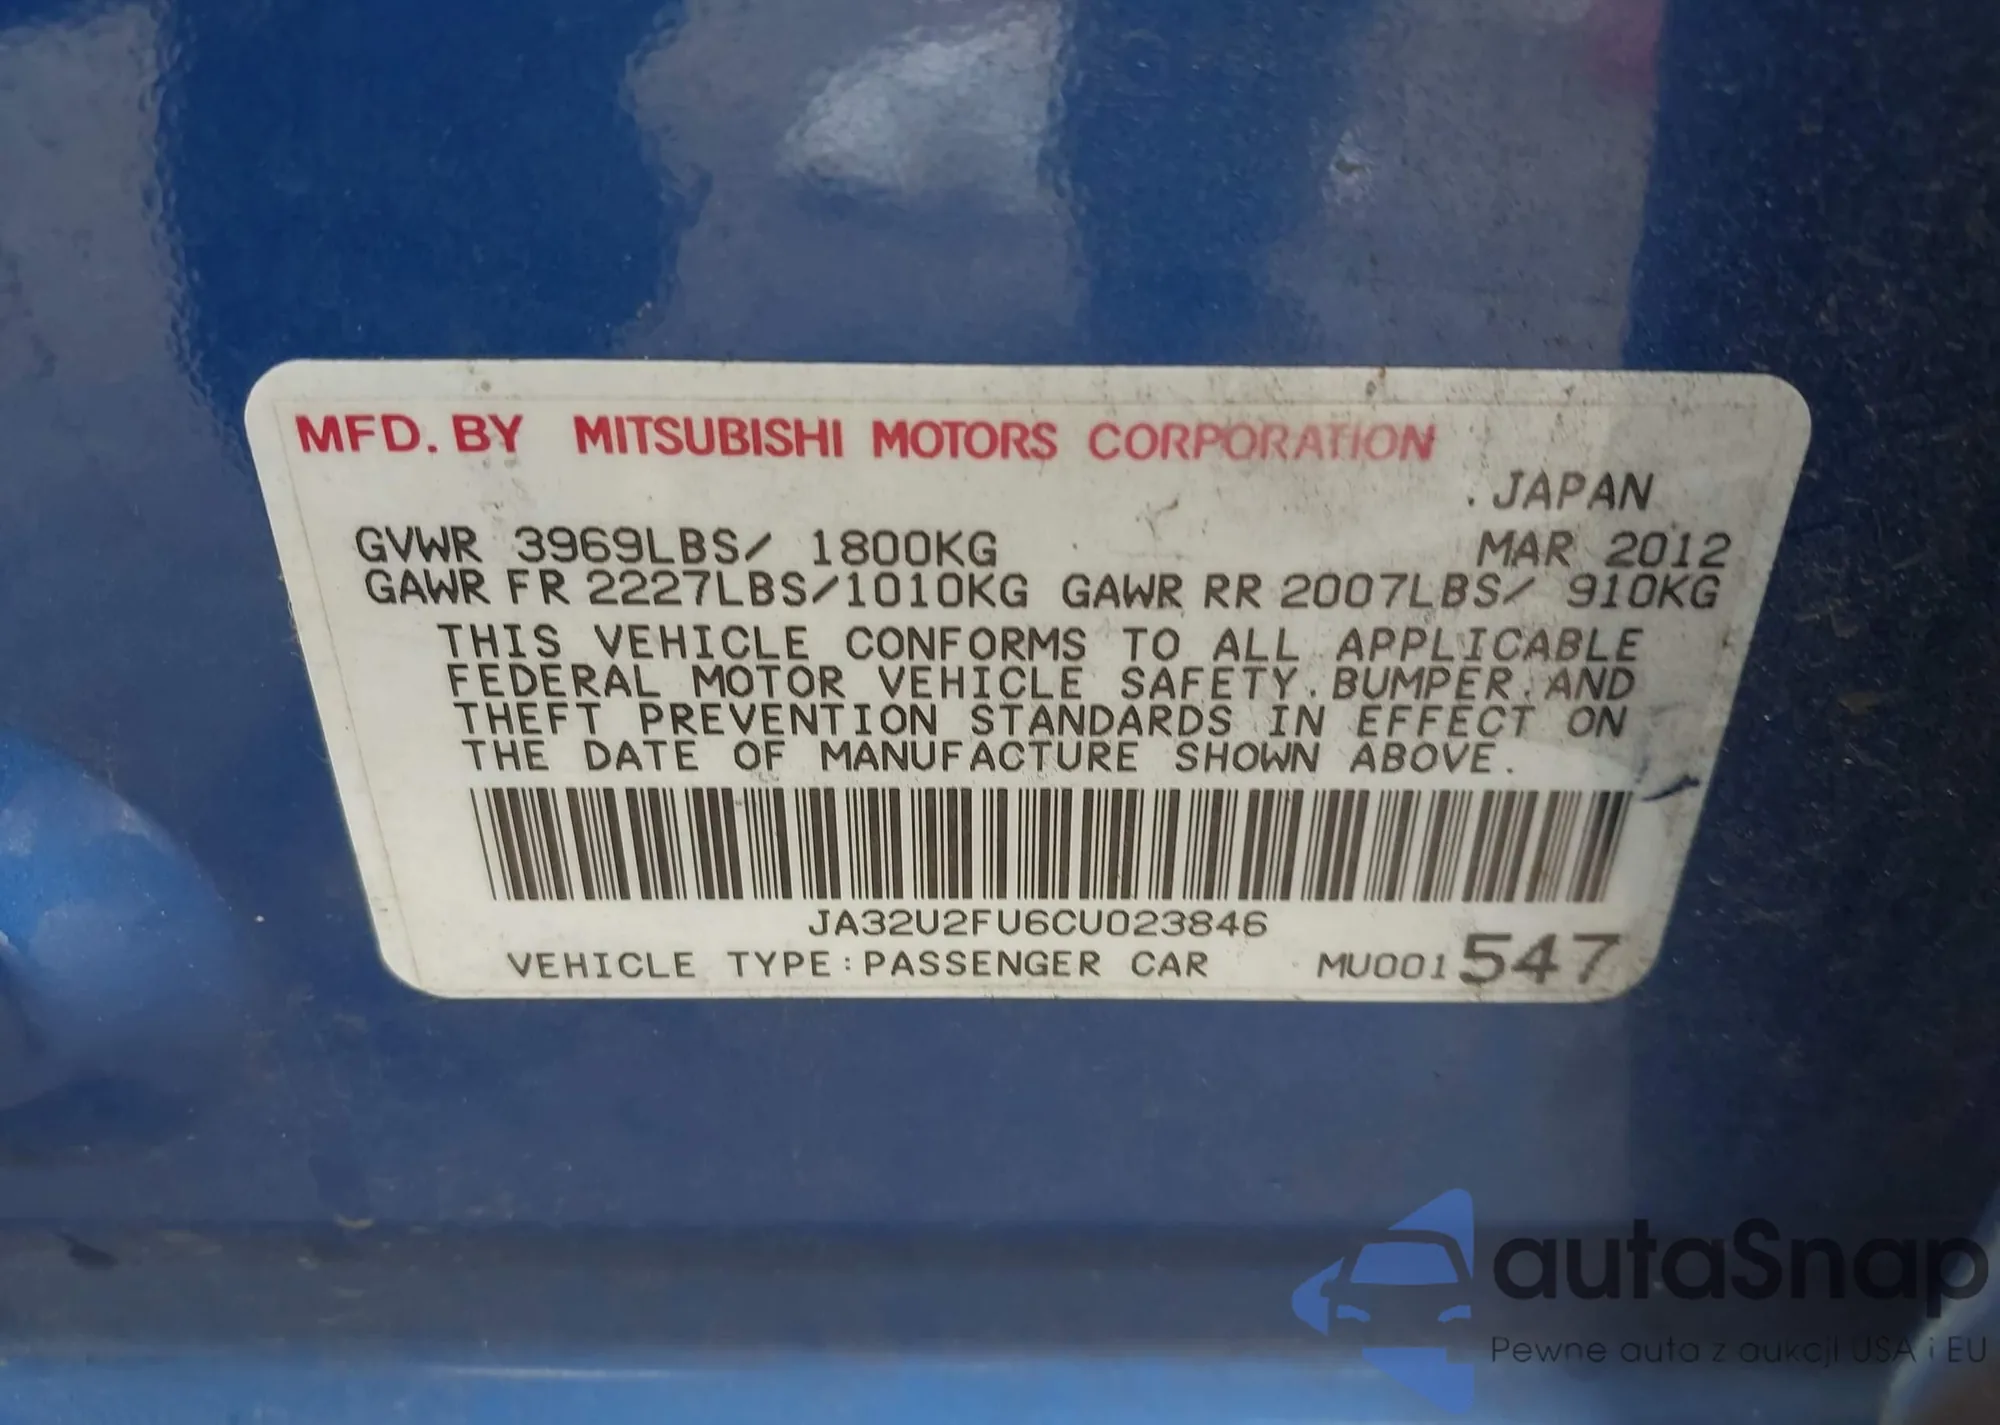 MFD. BY MITSUBISHI MOTORS CORPORATION
. JAPAN
GVWR 3969LBS/ 1800KG MAR 2012
GAWR FR 2227LBS/1010KG GAWR RR 2007LBS/ 910KG
THIS VEHICLE CONFORMS TO ALL APPLICABLE
FEDERAL MOTOR VEHICLE SAFETY. BUMPER. AND
THEFT PREVENTION STANDARDS IN EFFECT ON
THE DATE OF MANUFACTURE SHOWN ABOVE.
JA32U2FU6CU023846
VEHICLE TYPE:PASSENGER CAR MU001547
autaSnap
Pewne auta z aukcji USA i EU